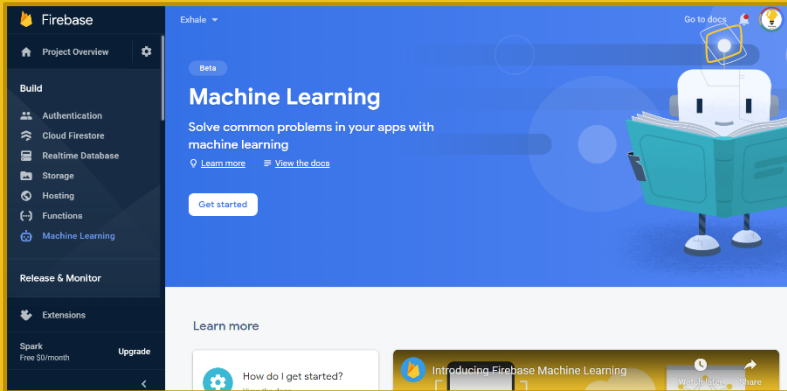 Firebase
Project Overview
Build
Authentication
Cloud Firestore
Realtime Database
Storage
Hosting
Functions
Machine Learning
Release & Monitor
Extensions
Spark
Free $0/month
Upgrade
Exhale
Go to docs
Beta
Machine Learning
Solve common problems in your apps with
machine learning
Learn more View the docs
Get started
Learn more
How do I get started?
Introducing Firebase Machine Learning
Watch later Share